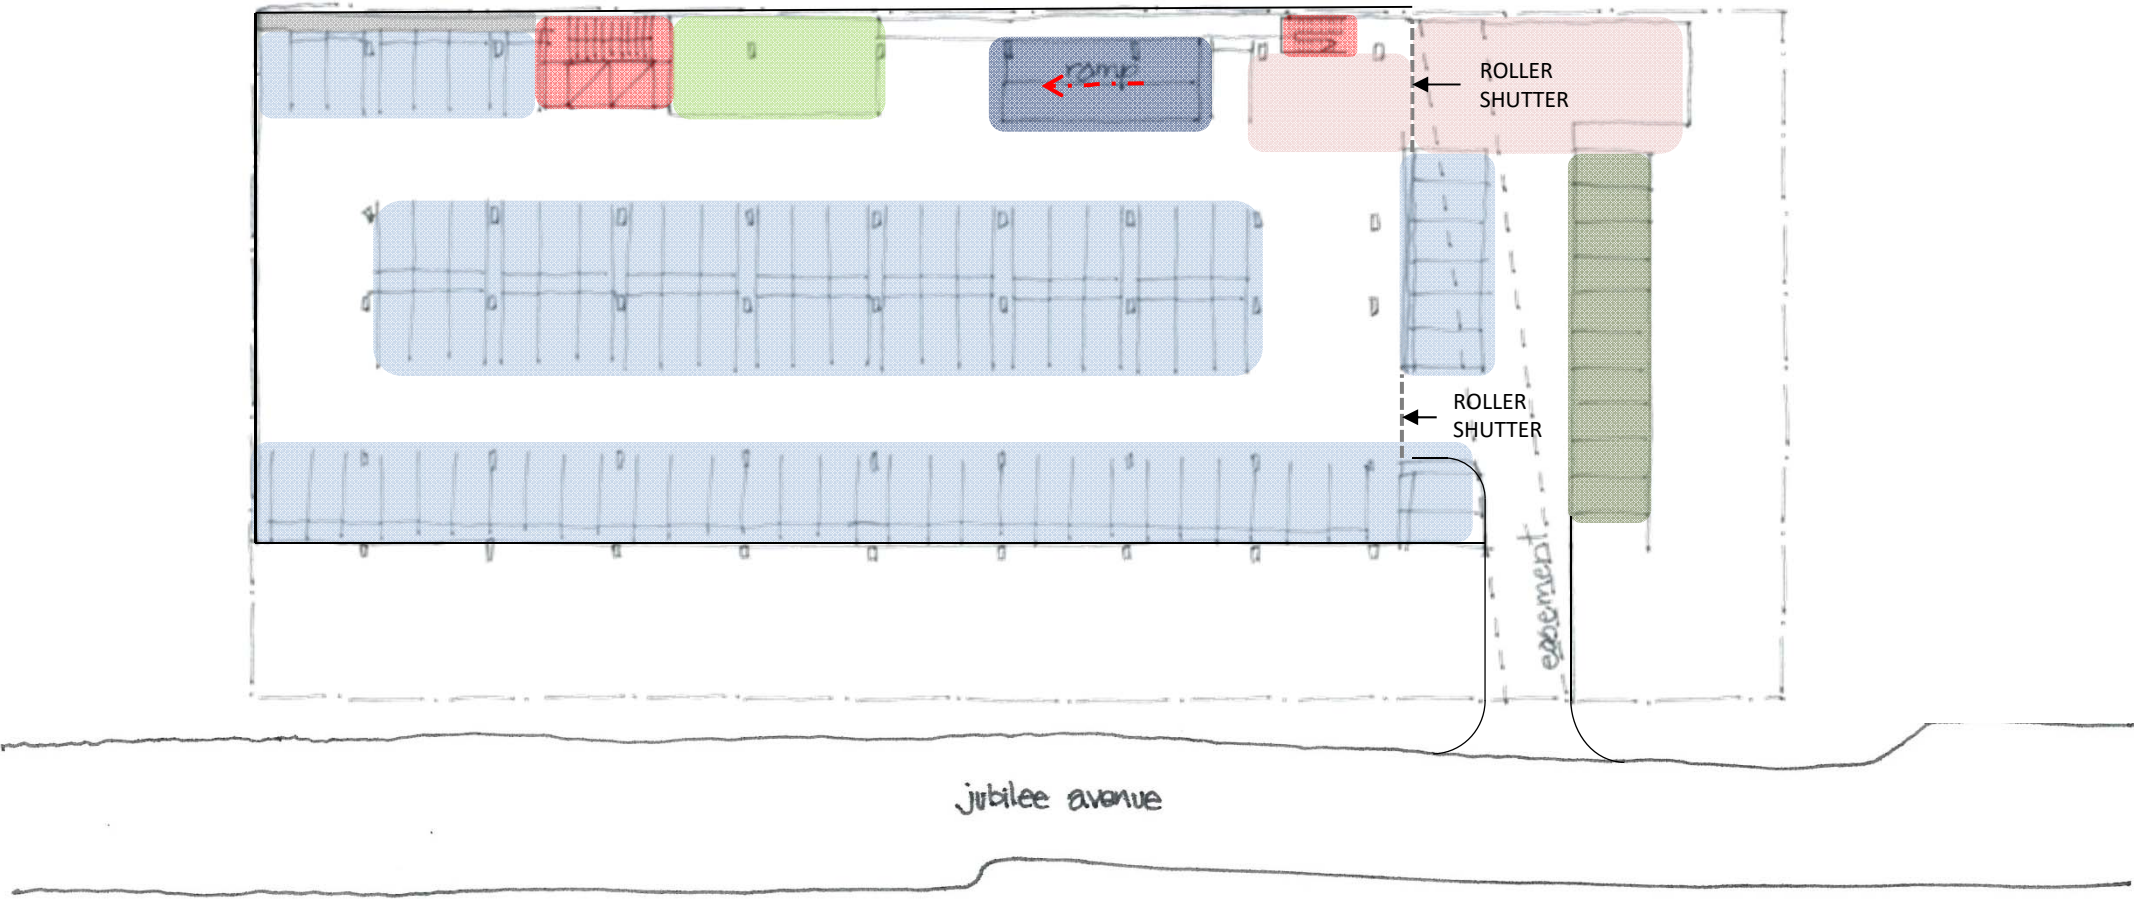 ramp
ROLLER
SHUTTER
ROLLER
SHUTTER
easement
jubilee avenue